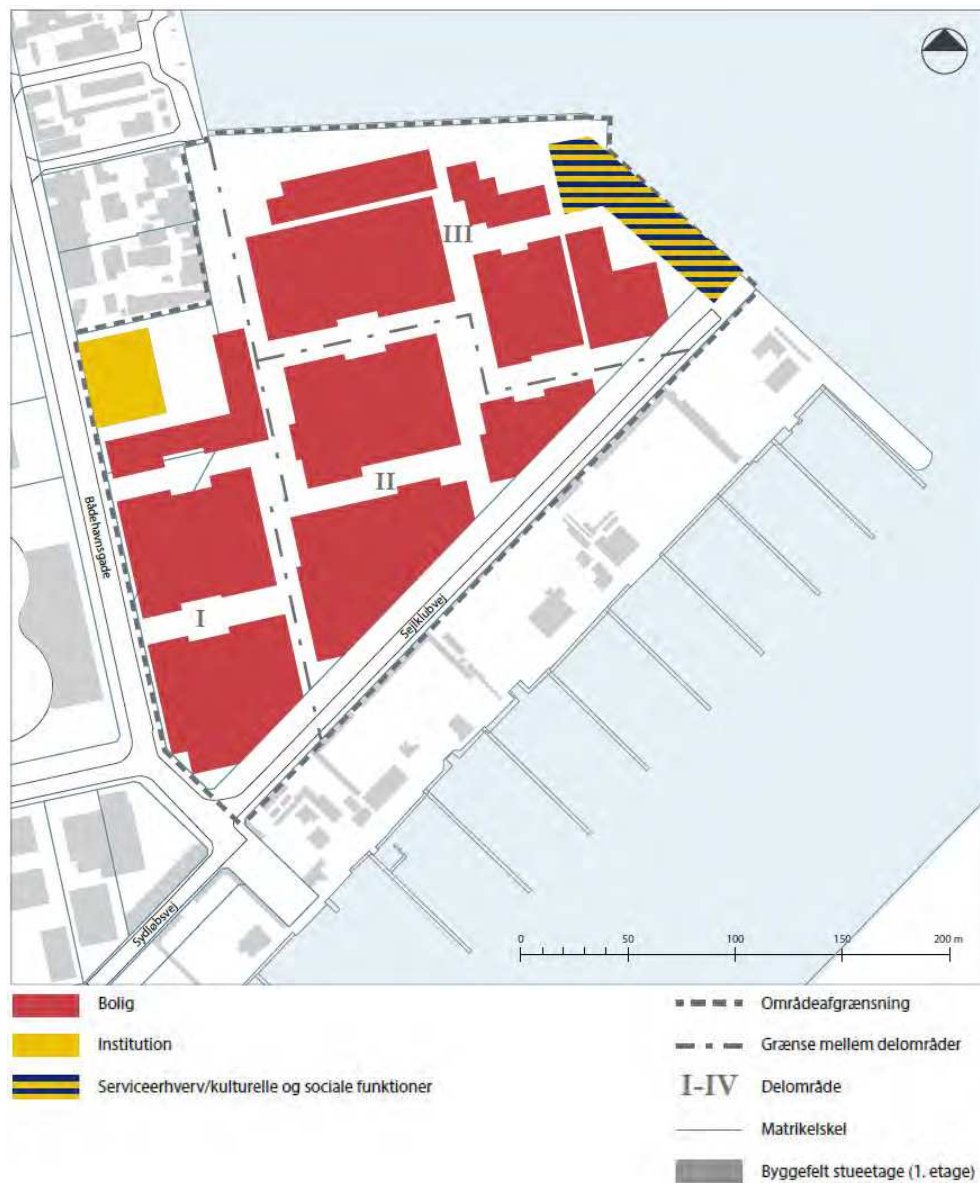 III
Bådehavnsgade
II
I
Sejlklubvej
Sydløbsvej
0 50 100 150 200 m
Bolig
Institution
Serviceerhverv/kulturelle og sociale funktioner
Områdeafgrænsning
Grænse mellem delområder
I-IV Delområde
Matrikelskel
Byggefelt stueetage (1. etage)